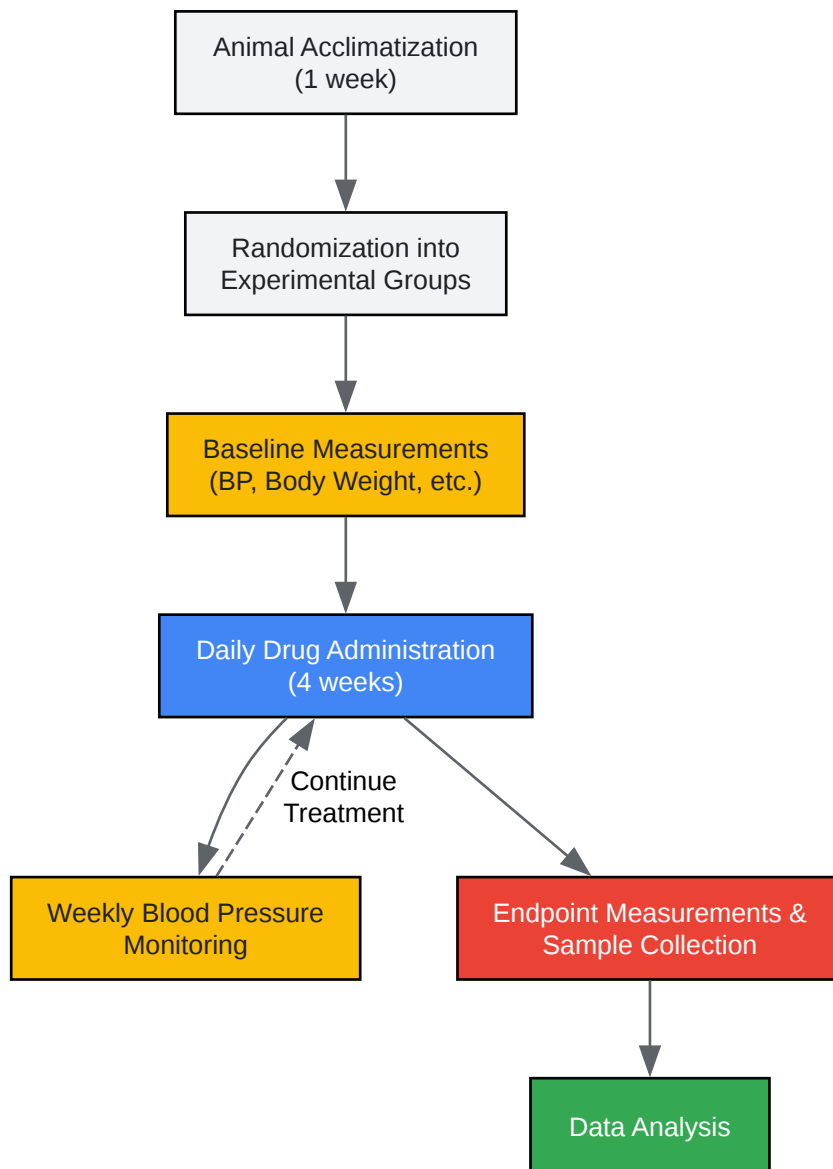 Animal Acclimatization
(1 week)
Randomization into
Experimental Groups
Baseline Measurements
(BP, Body Weight, etc.)
Daily Drug Administration
(4 weeks)
Continue
Treatment
Weekly Blood Pressure
Monitoring
Endpoint Measurements &
Sample Collection
Data Analysis